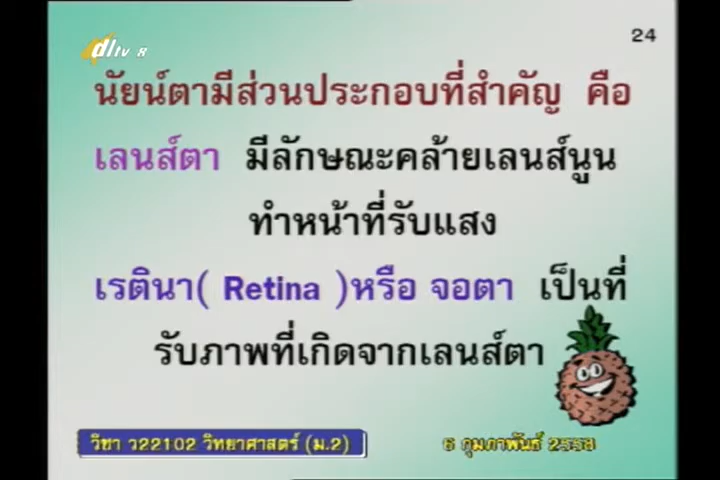 dltv 8
24
นัยน์ตามีส่วนประกอบที่สำคัญ คือ
เลนส์ตา มีลักษณะคล้ายเลนส์นูน
ทำหน้าที่รับแสง
เรตินา( Retina )หรือ จอตา เป็นที่
รับภาพที่เกิดจากเลนส์ตา
วิชา ว22102 วิทยาศาสตร์ (ม.2)
6 กุมภาพันธ์ 2558